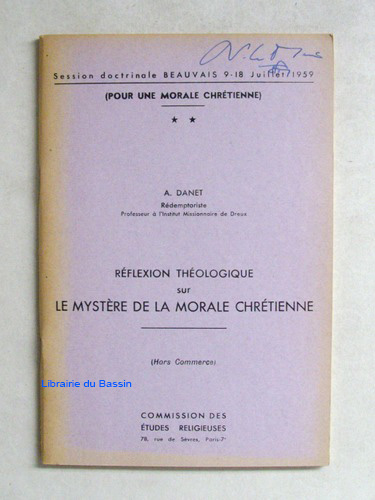 Session doctrinale BEAUVAIS 9-18 Juillet 1959
(POUR UNE MORALE CHRÉTIENNE)
★ ★
A. DANET
Rédemptoriste
Professeur à l'Institut Missionnaire de Dreux
RÉFLEXION THÉOLOGIQUE
sur
LE MYSTÈRE DE LA MORALE CHRÉTIENNE
(Hors Commerce)
Librairie du Bassin
COMMISSION DES
ÉTUDES RELIGIEUSES
78, rue de Sèvres, Paris-7e